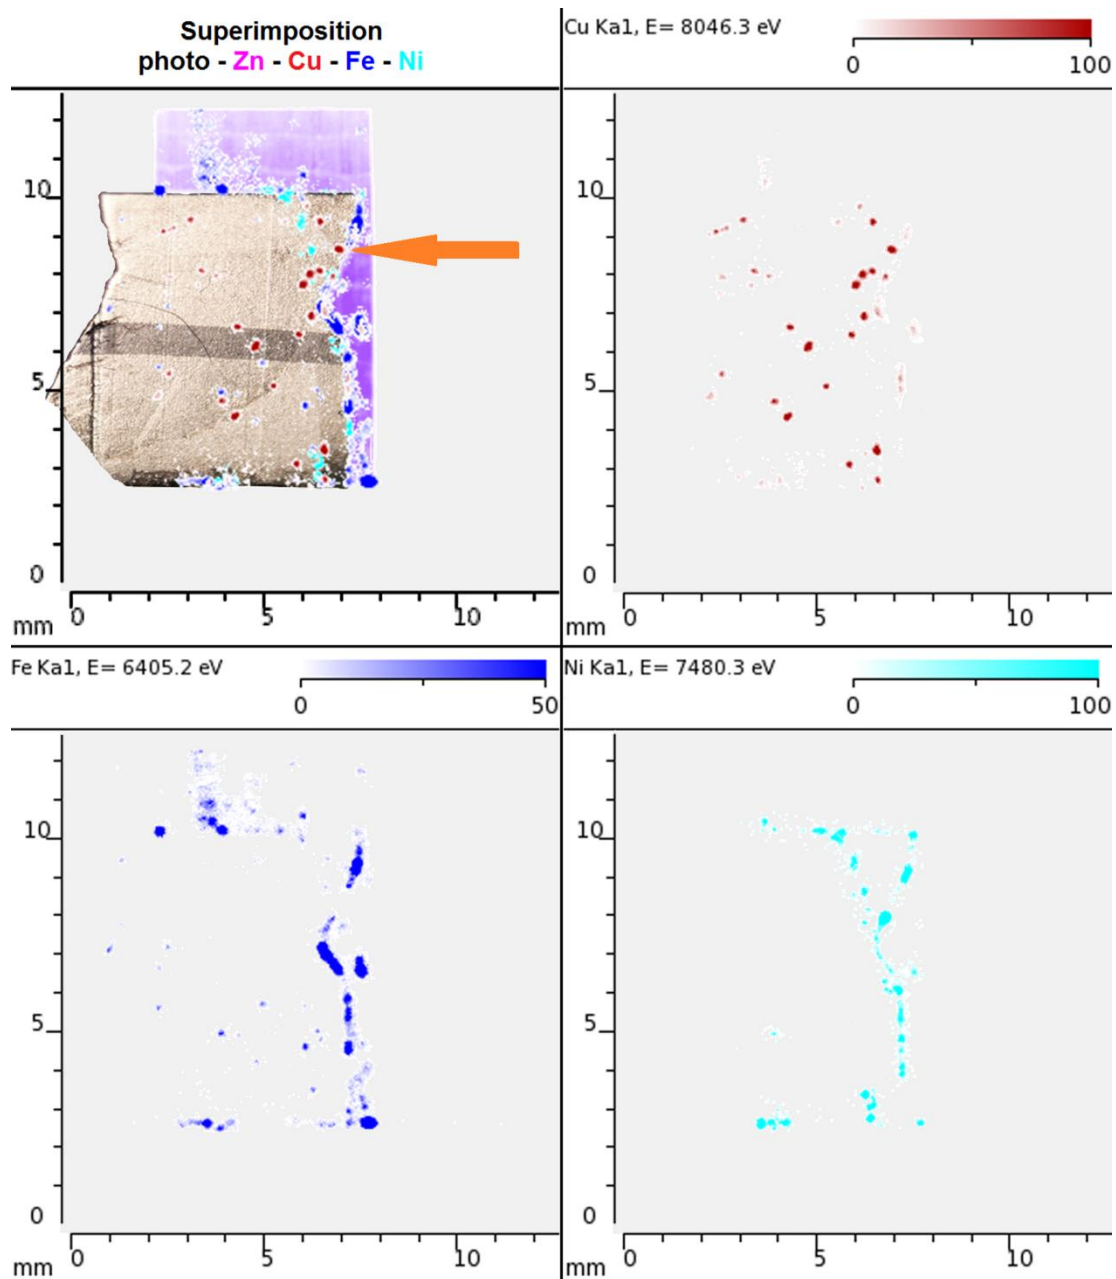 Superimposition
photo - Zn - Cu - Fe - Ni
10
5
0
mm 0 5 10
Cu Ka1, E= 8046.3 eV
0 100
10
5
0
mm 0 5 10
Fe Ka1, E= 6405.2 eV
0 50
10
5
0
mm 0 5 10
Ni Ka1, E= 7480.3 eV
0 100
10
5
0
mm 0 5 10